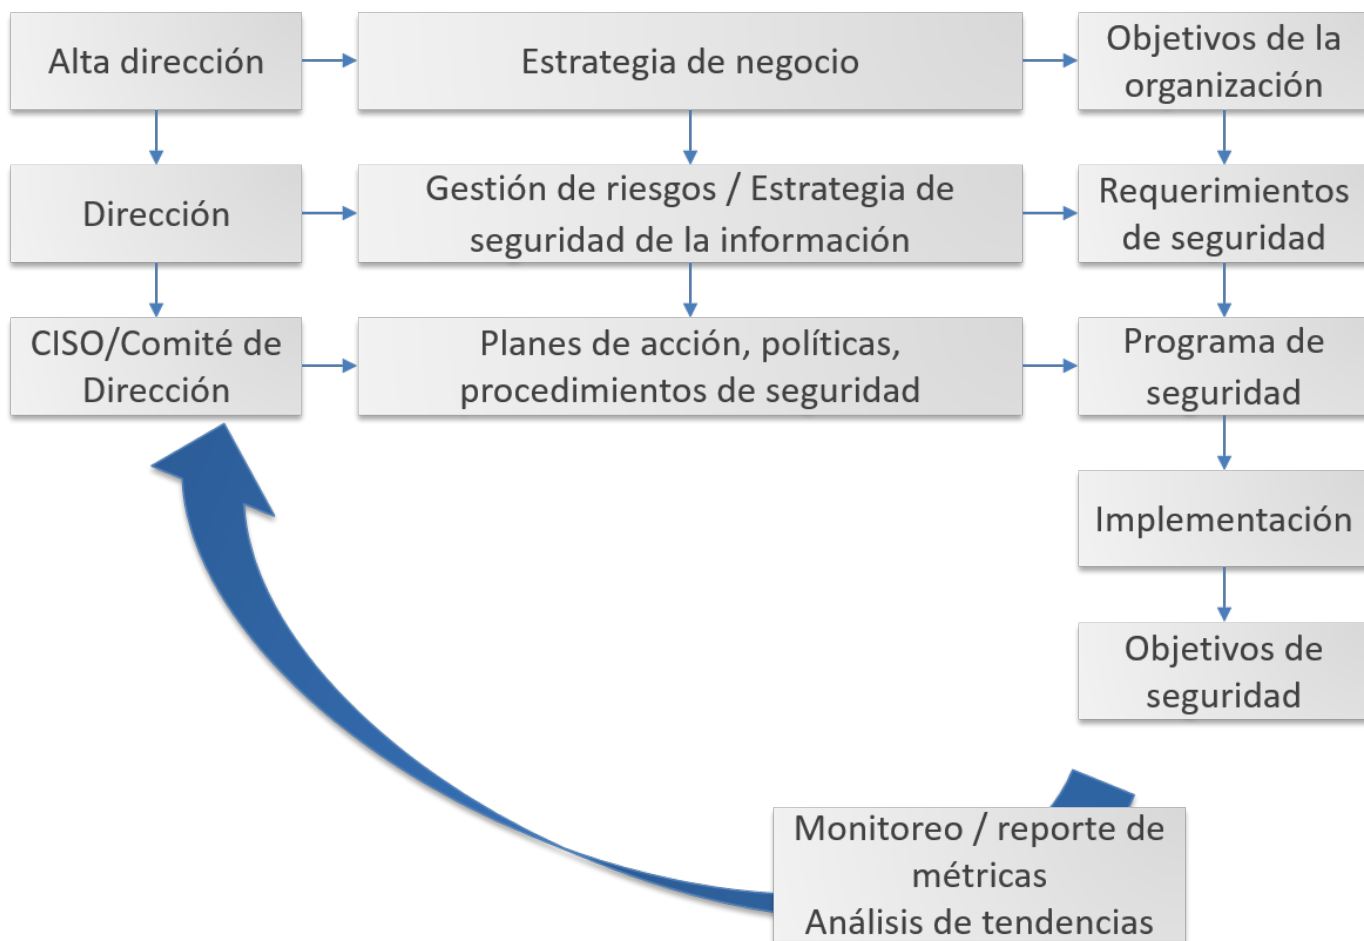 Alta dirección
Estrategia de negocio
Objetivos de la
organización
Dirección
Gestión de riesgos / Estrategia de
seguridad de la información
Requerimientos
de seguridad
CISO/Comité de
Dirección
Planes de acción, políticas,
procedimientos de seguridad
Programa de
seguridad
Implementación
Objetivos de
seguridad
Monitoreo / reporte de
métricas
Análisis de tendencias